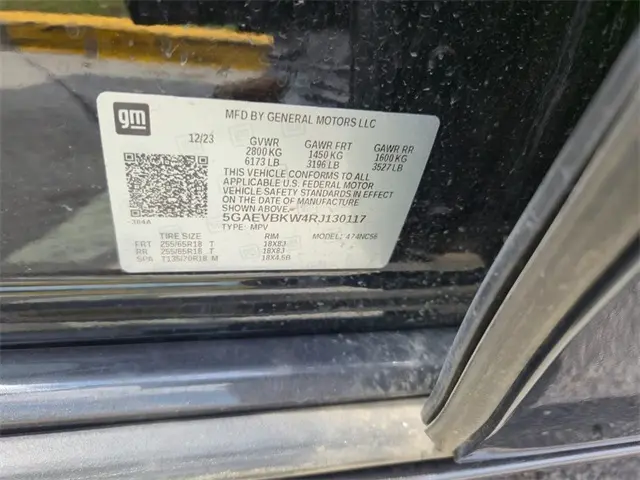 gm
MFD BY GENERAL MOTORS LLC
12/23
GVWR GAWR FRT GAWR RR
2800 KG 1450 KG 1600 KG
6173 LB 3196 LB 3527 LB
THIS VEHICLE CONFORMS TO ALL
APPLICABLE U.S. FEDERAL MOTOR
VEHICLE SAFETY STANDARDS IN EFFECT
ON THE DATE OF MANUFACTURE
SHOWN ABOVE.
5GAEVBKW4RJ130117
TYPE: MPV
384A
TIRE SIZE RIM MODEL: 474NC56
FRT 255/65R18 T 18X8J
RR 255/65R18 T 18X8J
SPA T135/70R18 M 18X4.5B